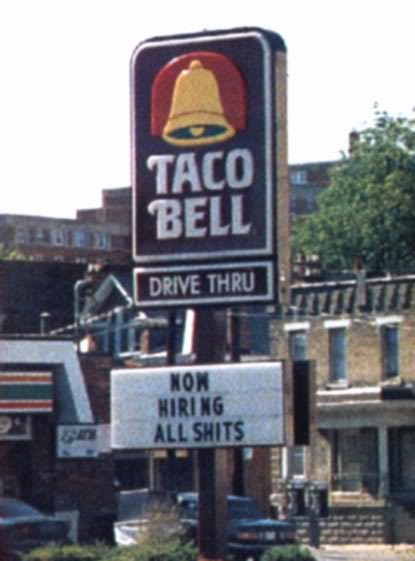 TACO
BELL
DRIVE THRU
NOW
HIRING
ALL SHITS